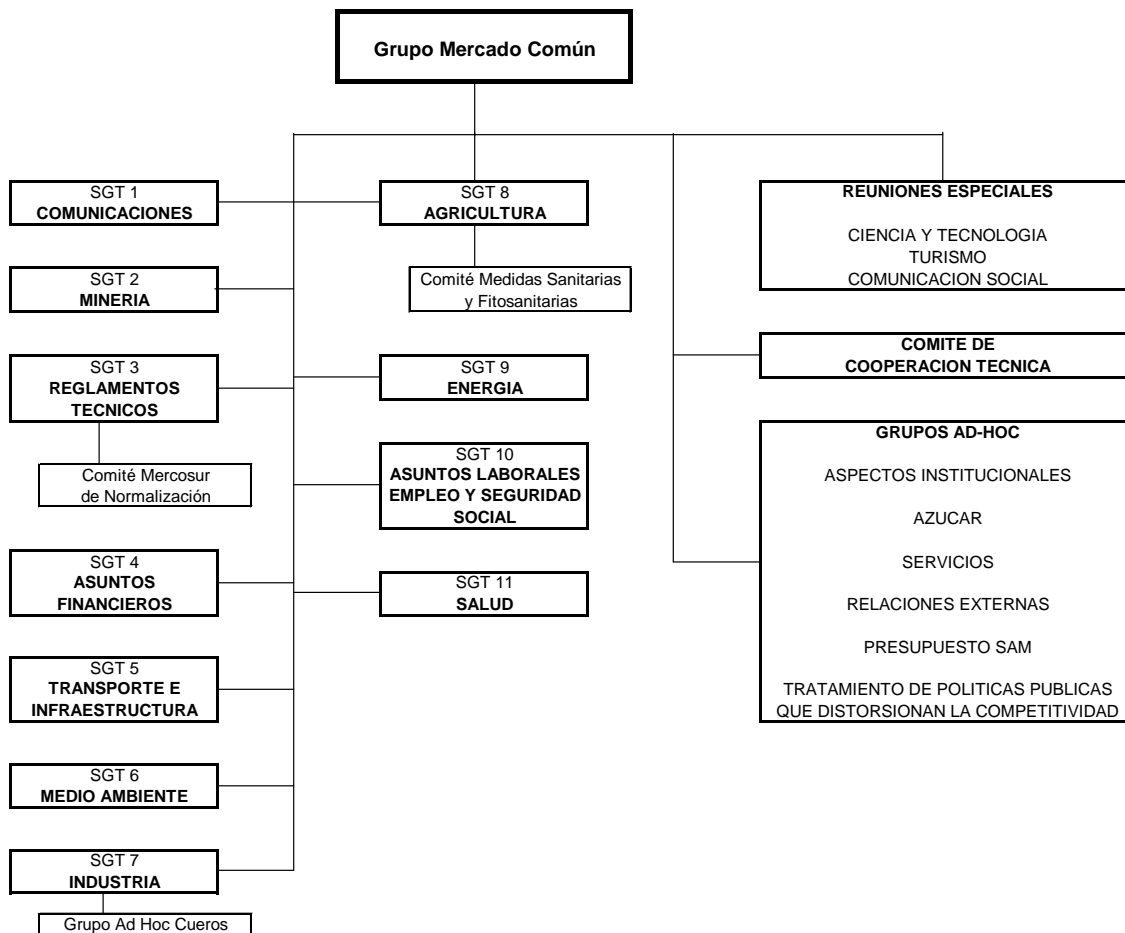 Grupo Mercado Común
SGT 1
COMUNICACIONES
SGT 2
MINERIA
SGT 3
REGLAMENTOS
TECNICOS
Comité Mercosur
de Normalización
SGT 4
ASUNTOS
FINANCIEROS
SGT 5
TRANSPORTE E
INFRAESTRUCTURA
SGT 6
MEDIO AMBIENTE
SGT 7
INDUSTRIA
Grupo Ad Hoc Cueros
SGT 8
AGRICULTURA
Comité Medidas Sanitarias
y Fitosanitarias
SGT 9
ENERGIA
SGT 10
ASUNTOS LABORALES
EMPLEO Y SEGURIDAD
SOCIAL
SGT 11
SALUD
REUNIONES ESPECIALES
CIENCIA Y TECNOLOGIA
TURISMO
COMUNICACION SOCIAL
COMITE DE
COOPERACION TECNICA
GRUPOS AD-HOC
ASPECTOS INSTITUCIONALES
AZUCAR
SERVICIOS
RELACIONES EXTERNAS
PRESUPUESTO SAM
TRATAMIENTO DE POLITICAS PUBLICAS
QUE DISTORSIONAN LA COMPETITIVIDAD